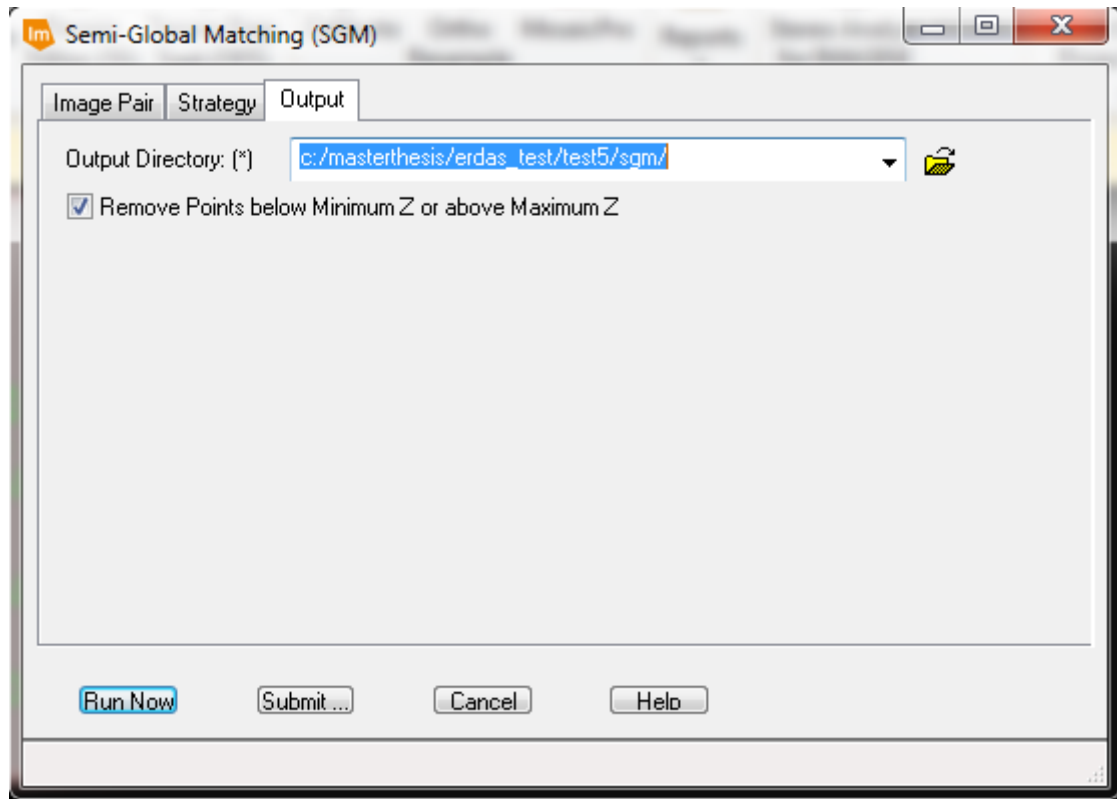 Im Semi-Global Matching (SGM)
Image Pair Strategy Output
Output Directory: (*) c:/masterthesis/erdas_test/test5/sgm/
Remove Points below Minimum Z or above Maximum Z
Run Now Submit ... Cancel Help